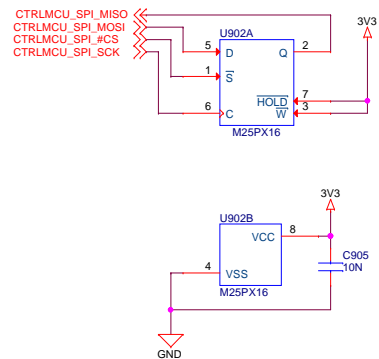 CTRLMCU_SPI_MISO
CTRLMCU_SPI_MOSI
CTRLMCU_SPI_#CS
CTRLMCU_SPI_SCK
U902A
3V3
5 D Q 2
1 S
HOLD 7
6 C W 3
M25PX16
3V3
U902B
VCC 8
C905
10N
4 VSS
M25PX16
GND